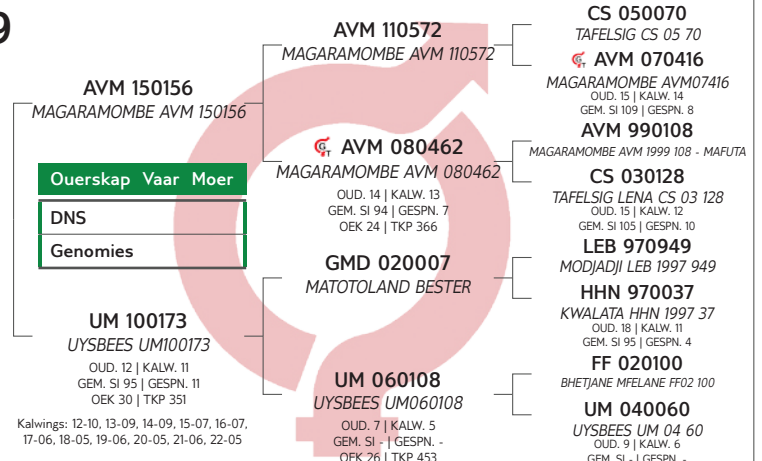 9
AVM 150156
MAGARAMOMBE AVM 150156
Ouerskap Vaar Moer
DNS
Genomies
UM 100173
UYSBEES UM100173
OUD. 12 | KALW. 11
GEM. SI 95 | GESPN. 11
OEK 30 | TKP 351
Kalwings: 12-10, 13-09, 14-09, 15-07, 16-07,
17-06, 18-05, 19-06, 20-05, 21-06, 22-05
AVM 110572
MAGARAMOMBE AVM 110572
AVM 080462
MAGARAMOMBE AVM 080462
OUD. 14 | KALW. 13
GEM. SI 94 | GESPN. 7
OEK 24 | TKP 366
GMD 020007
MATOTOLAND BESTER
UM 060108
UYSBEES UM060108
OUD. 7 | KALW. 5
GEM. SI - | GESPN. -
OEK 26 | TKP 453
CS 050070
TAFELSIG CS 05 70
AVM 070416
MAGARAMOMBE AVM07416
OUD. 15 | KALW. 14
GEM. SI 109 | GESPN. 8
AVM 990108
MAGARAMOMBE AVM 1999 108 - MAFUTA
CS 030128
TAFELSIG LENA CS 03 128
OUD. 15 | KALW. 12
GEM. SI 105 | GESPN. 10
LEB 970949
MODJADJI LEB 1997 949
HHN 970037
KWALATA HHN 1997 37
OUD. 18 | KALW. 11
GEM. SI 95 | GESPN. 4
FF 020100
BHETJANE MFELANE FF02 100
UM 040060
UYSBEES UM 04 60
OUD. 9 | KALW. 6
GEM. SI - | GESPN. -